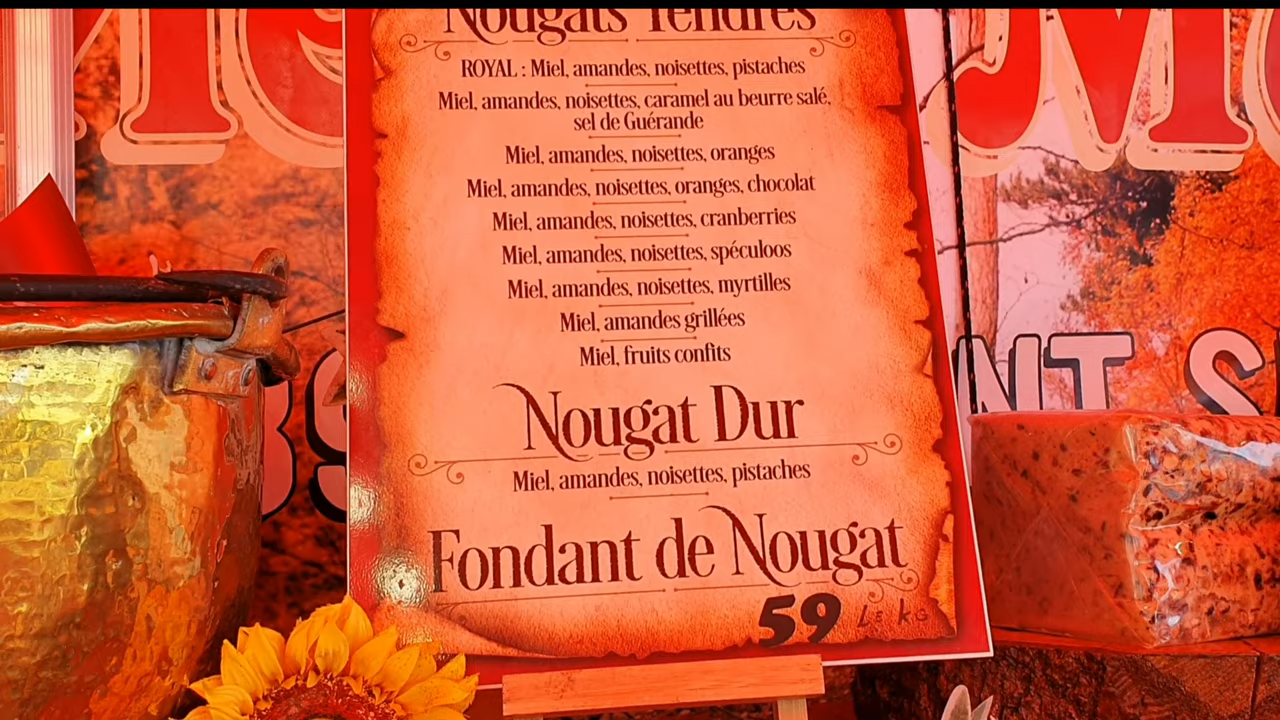 Nougats Tendres
ROYAL : Miel, amandes, noisettes, pistaches
Miel, amandes, noisettes, caramel au beurre salé,
sel de Guérande
Miel, amandes, noisettes, oranges
Miel, amandes, noisettes, oranges, chocolat
Miel, amandes, noisettes, cranberries
Miel, amandes, noisettes, spéculoos
Miel, amandes, noisettes, myrtilles
Miel, amandes grillées
Miel, fruits confits
Nougat Dur
Miel, amandes, noisettes, pistaches
Fondant de Nougat
59 Le kg